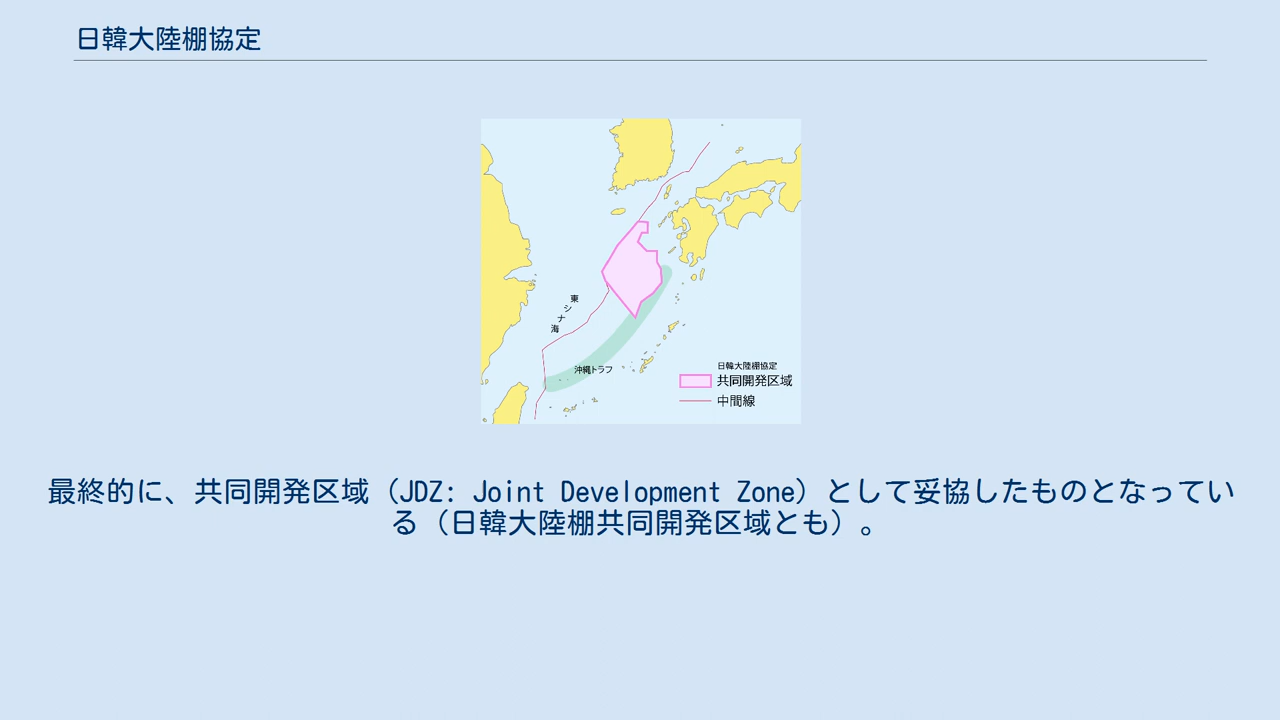 日韓大陸棚協定
東シナ海
沖縄トラフ
日韓大陸棚協定
共同開発区域
中間線
最終的に、共同開発区域（JDZ: Joint Development Zone）として妥協したものとなってい
る（日韓大陸棚共同開発区域とも）。